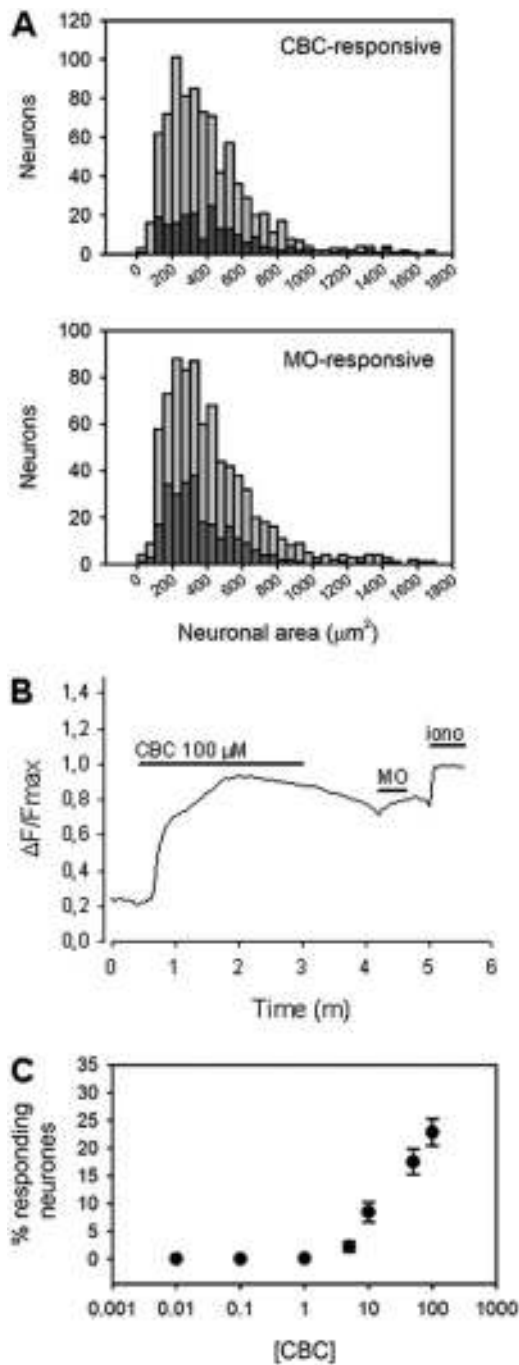 A
120
100
80
60
40
20
0
Neurons
CBC-responsive
0 200 400 600 800 1000 1200 1400 1600 1800
100
80
60
40
20
0
Neurons
MO-responsive
0 200 400 600 800 1000 1200 1400 1600 1800
Neuronal area (µm²)
B
1,4
1,2
1,0
0,8
0,6
0,4
0,2
0,0
ΔF/Fmax
CBC 100 µM
MO
iono
0 1 2 3 4 5 6
Time (m)
C
35
30
25
20
15
10
5
0
% responding
neurones
0.001 0.01 0.1 1 10 100 1000
[CBC]